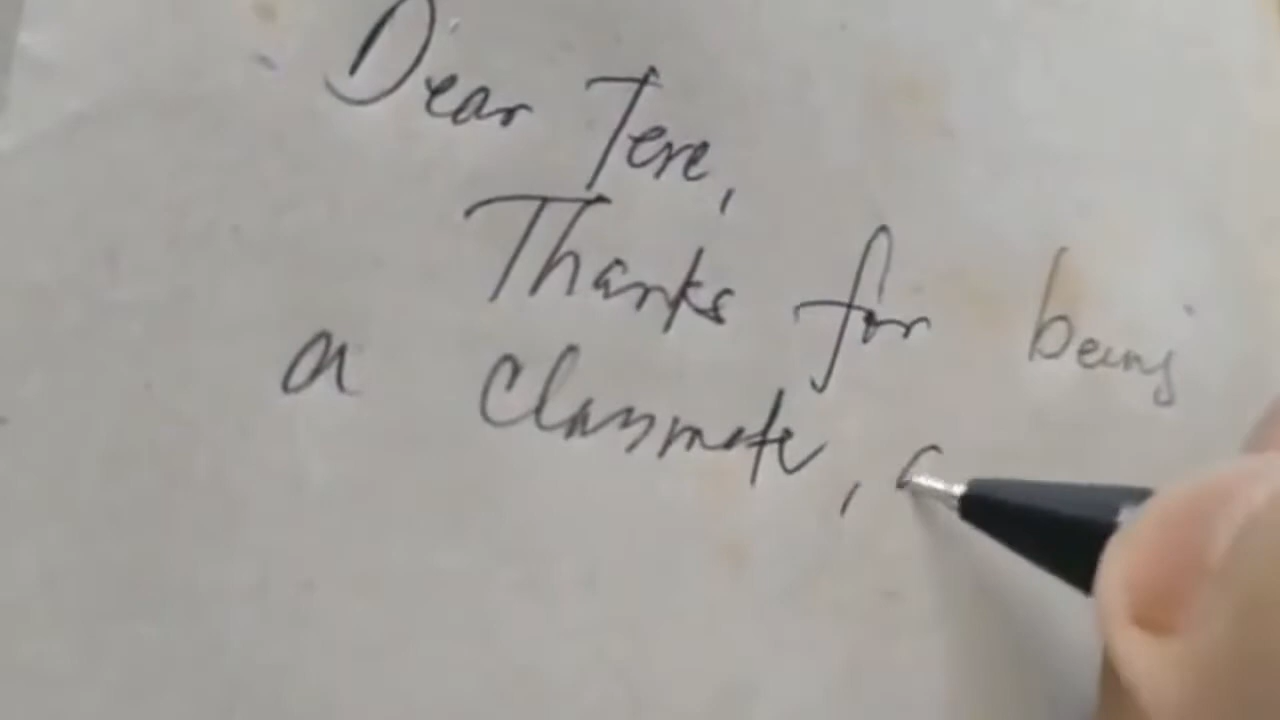 Dear Tere,
Thanks for being
a classmate,